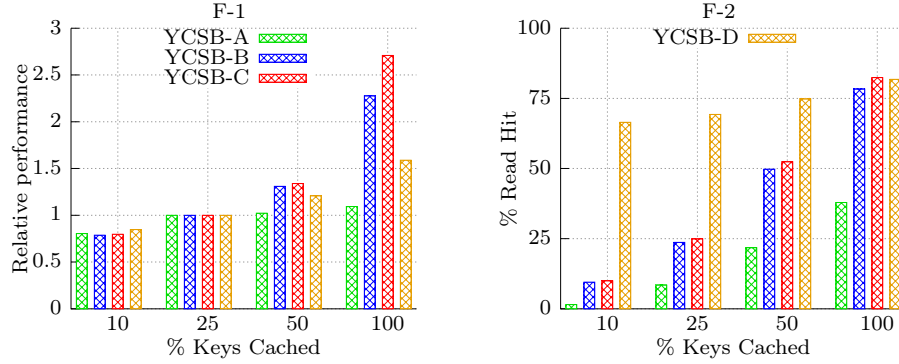 F-1
YCSB-A
YCSB-B
YCSB-C
Relative performance
3
2.5
2
1.5
1
0.5
0
10 25 50 100
% Keys Cached
F-2
YCSB-D
% Read Hit
100
75
50
25
0
10 25 50 100
% Keys Cached